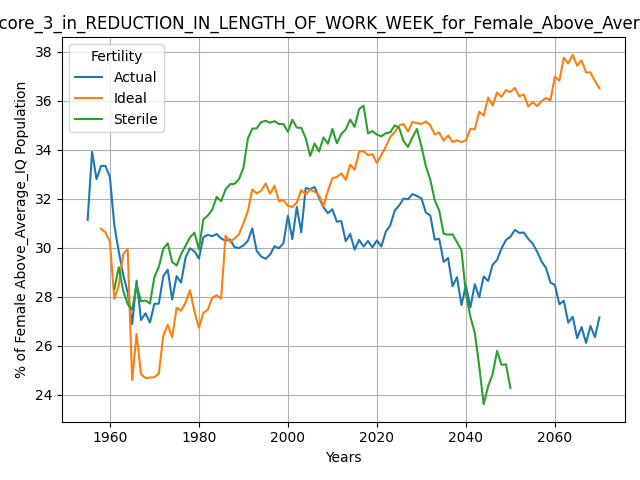 core_3_in_REDUCTION_IN_LENGTH_OF_WORK_WEEK_for_Female_Above_Aver
Fertility
Actual
Ideal
Sterile
38
36
34
32
30
28
26
24
% of Female Above_Average_IQ Population
1960
1980
2000
2020
2040
2060
Years